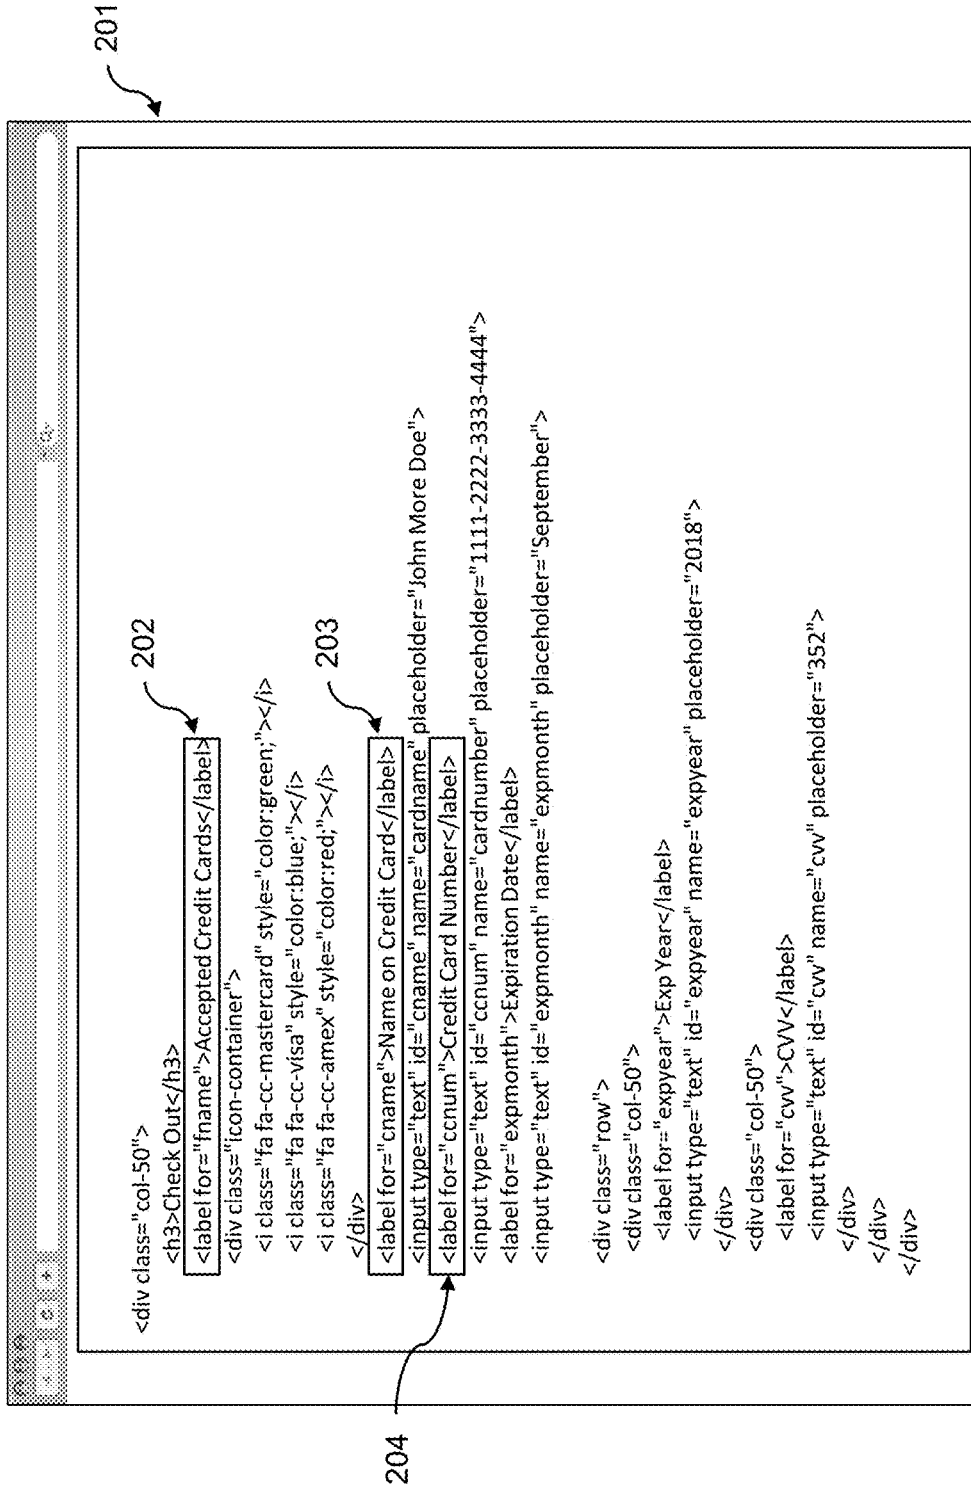 201
<div class="col-50">
<h3>Check Out</h3>
202
<label for="fname">Accepted Credit Cards</label>
<div class="icon-container">
<i class="fa fa-cc-mastercard" style="color:green;"></i>
<i class="fa fa-cc-visa" style="color:blue;"></i>
<i class="fa fa-cc-amex" style="color:red;"></i>
</div>
203
<label for="cname">Name on Credit Card</label>
<input type="text" id="cname" name="cardname" placeholder="John More Doe">
204
<label for="ccnum">Credit Card Number</label>
<input type="text" id="ccnum" name="cardnumber" placeholder="1111-2222-3333-4444">
<label for="expmonth">Expiration Date</label>
<input type="text" id="expmonth" name="expmonth" placeholder="September">
<div class="row">
<div class="col-50">
<label for="expyear">Exp Year</label>
<input type="text" id="expyear" name="expyear" placeholder="2018">
</div>
<div class="col-50">
<label for="cvv">CVV</label>
<input type="text" id="cvv" name="cvv" placeholder="352">
</div>
</div>
</div>